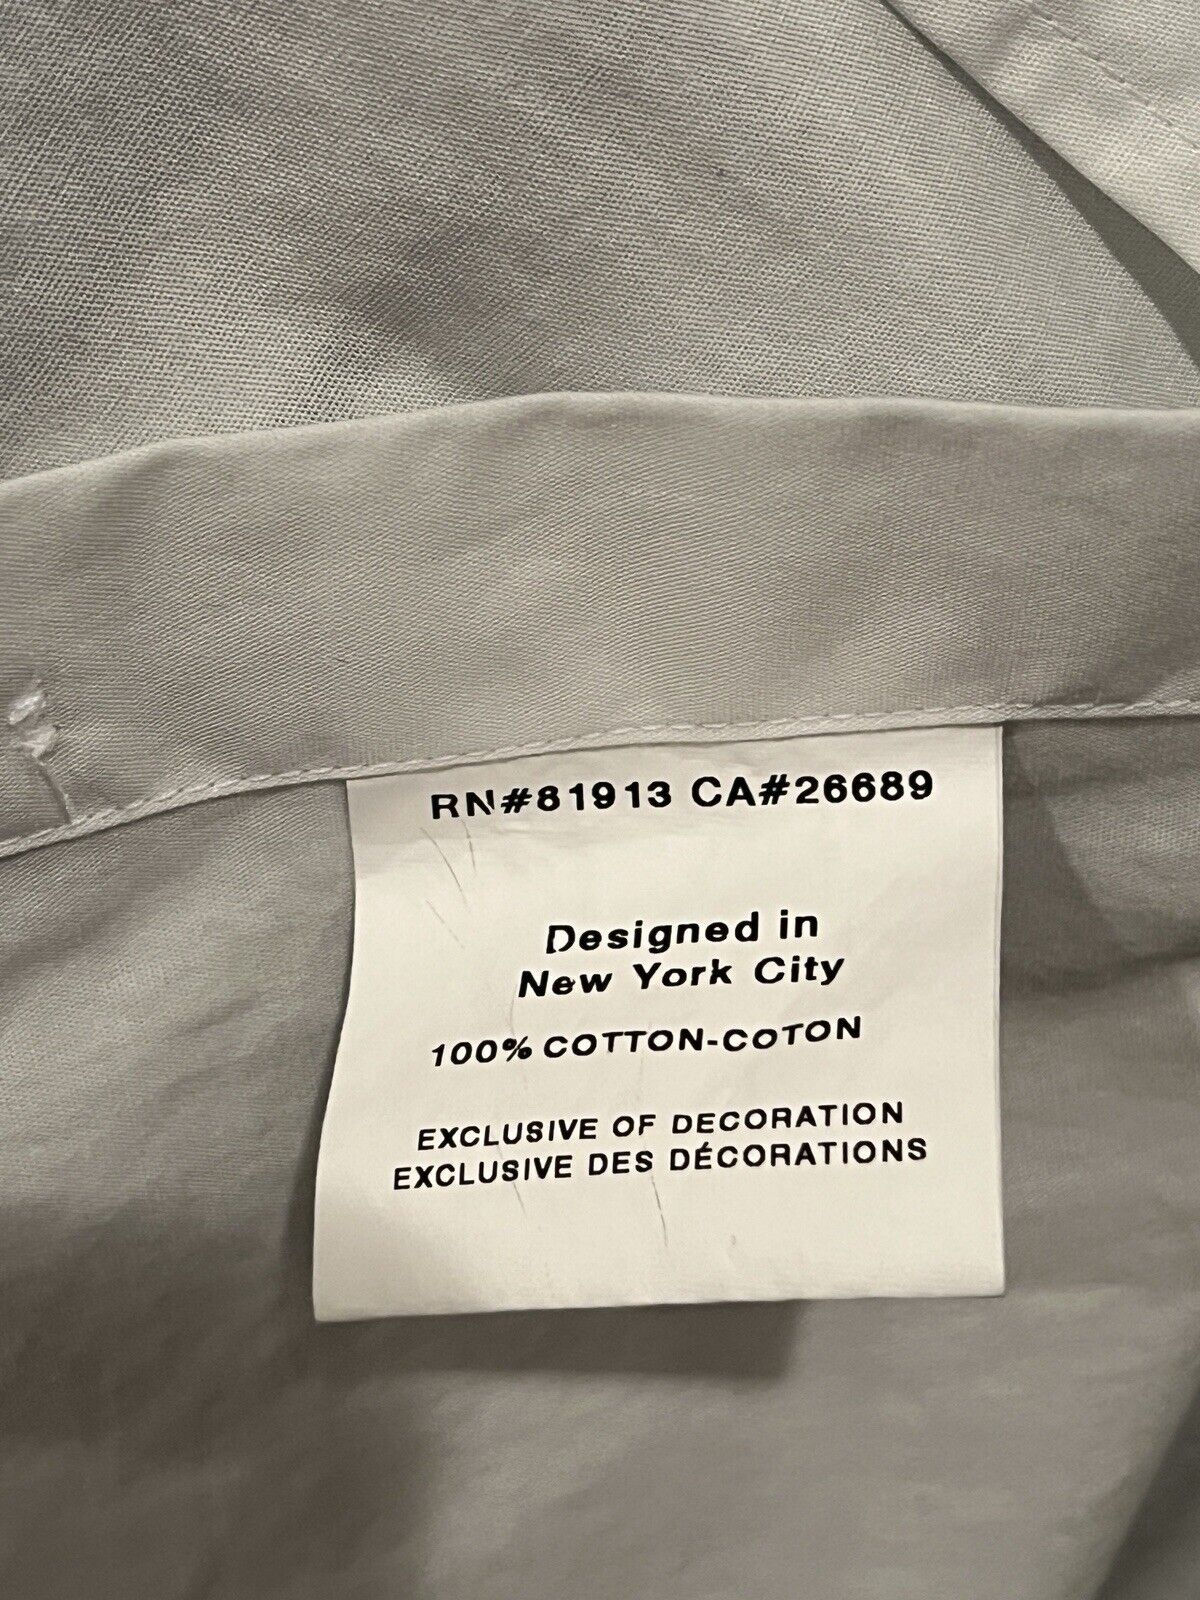 RN#81913 CA#26689
Designed in
New York City
100% COTTON-COTON
EXCLUSIVE OF DECORATION
EXCLUSIVE DES DÉCORATIONS